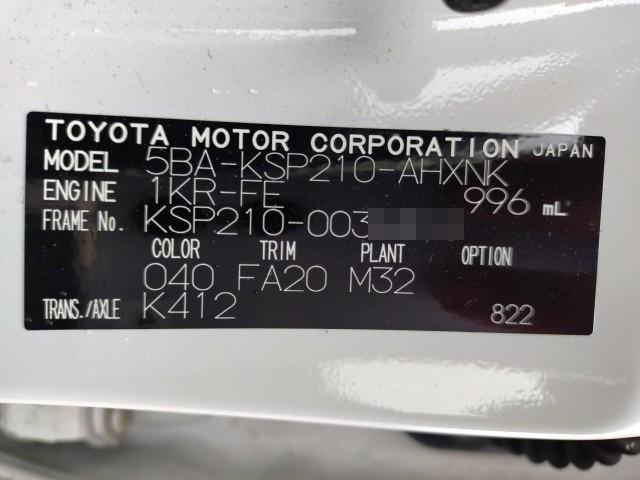 TOYOTA MOTOR CORPORATION JAPAN
MODEL 5BA-KSP210-AHXNK
ENGINE 1KR-FE 996 mL
FRAME No. KSP210-003
COLOR TRIM PLANT OPTION
040 FA20 M32
TRANS./AXLE K412 822